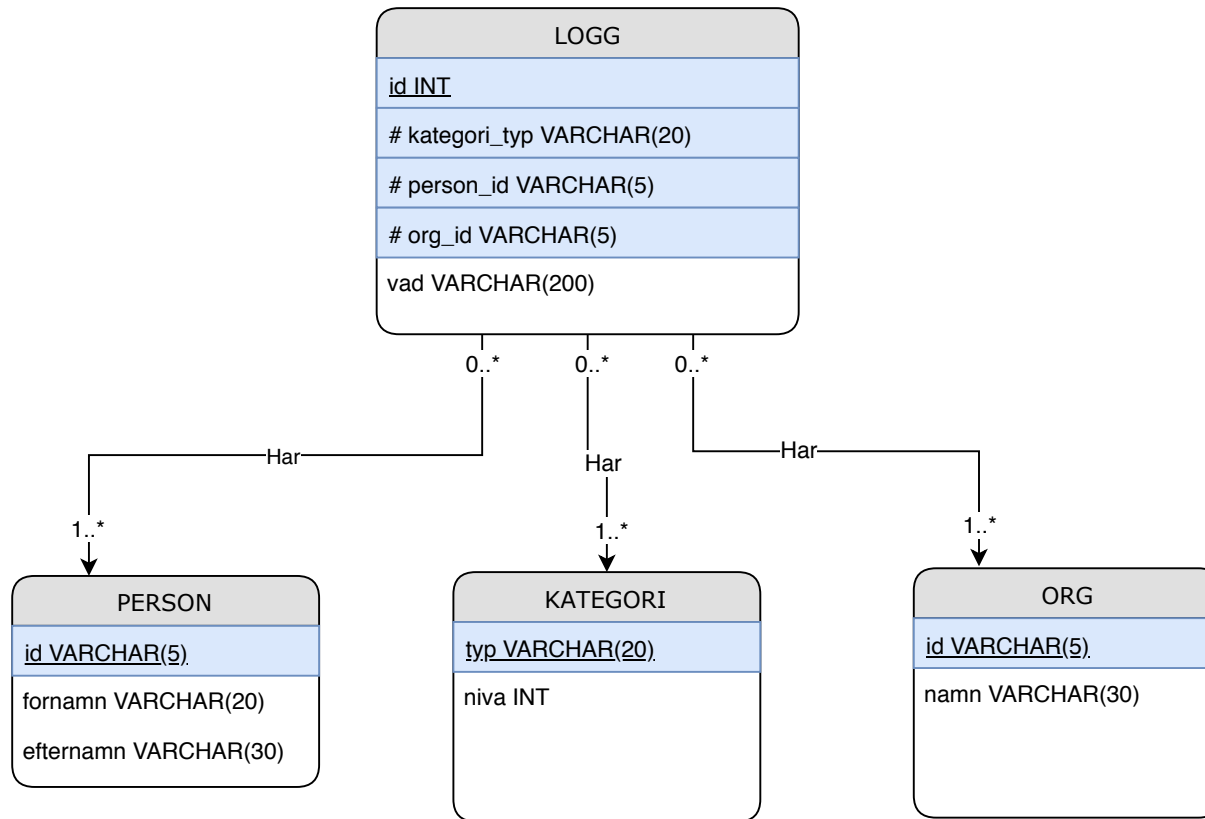 LOGG
id INT
# kategori_typ VARCHAR(20)
# person_id VARCHAR(5)
# org_id VARCHAR(5)
vad VARCHAR(200)
0..*
0..*
0..*
Har
Har
Har
1..*
1..*
1..*
PERSON
id VARCHAR(5)
fornamn VARCHAR(20)
efternamn VARCHAR(30)
KATEGORI
typ VARCHAR(20)
niva INT
ORG
id VARCHAR(5)
namn VARCHAR(30)